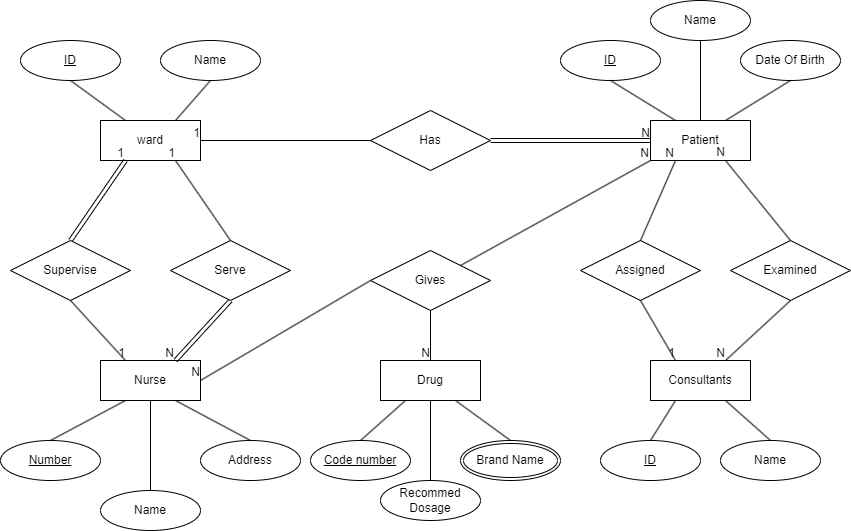 Name
ID
Name
ID
Date Of Birth
ward
1
Has
N
Patient
1
1
N
N
N
Supervise
Serve
Gives
Assigned
Examined
1
N
N
N
1
N
Nurse
Drug
Consultants
Number
Address
Code number
Brand Name
ID
Name
Name
Recommed
Dosage